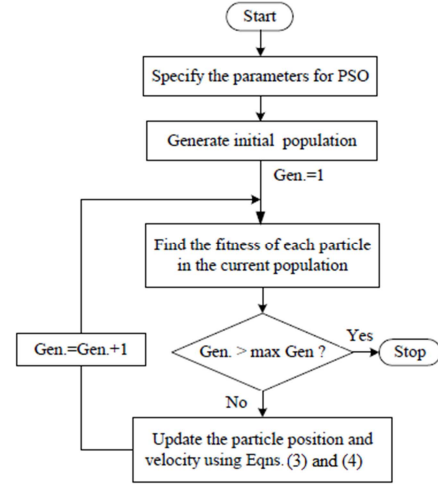 Start
Specify the parameters for PSO
Generate initial population
Gen.=1
Find the fitness of each particle
in the current population
Gen.=Gen.+1
Gen. > max Gen ?
Yes
Stop
No
Update the particle position and
velocity using Eqns. (3) and (4)